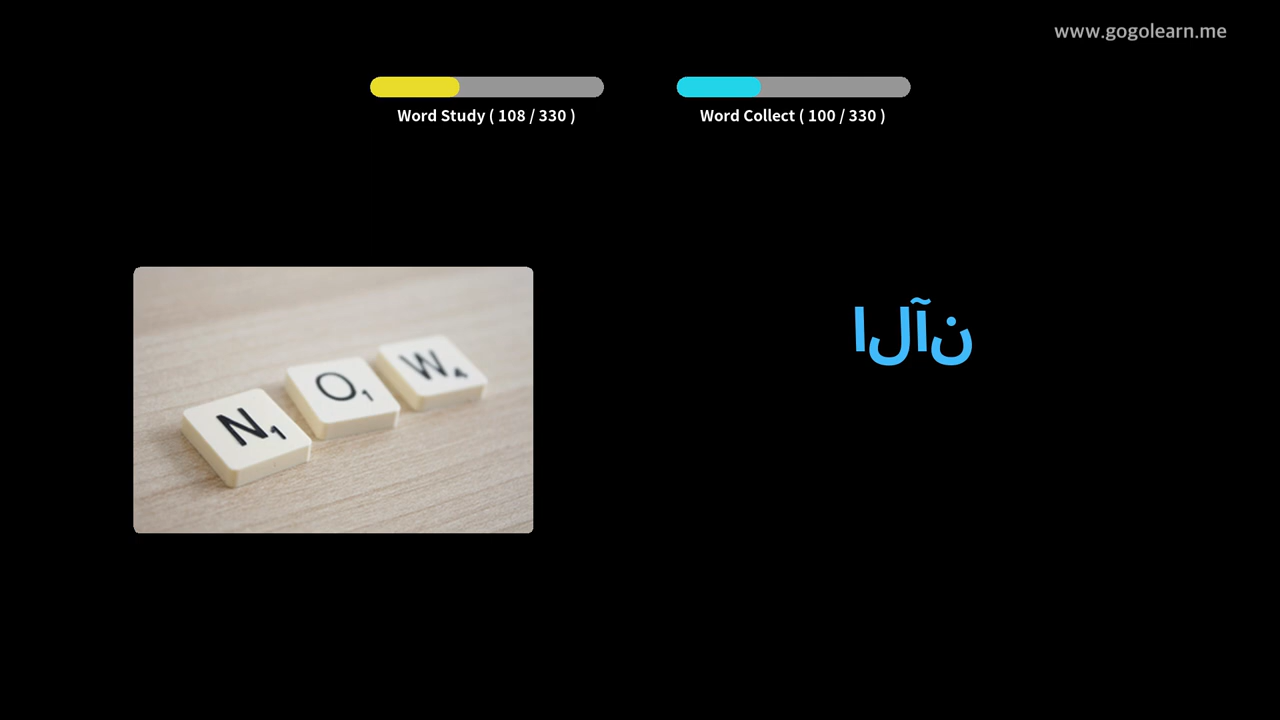 www.gogolearn.me
Word Study ( 108 / 330 )
Word Collect ( 100 / 330 )
N1 O1 W4
الآن